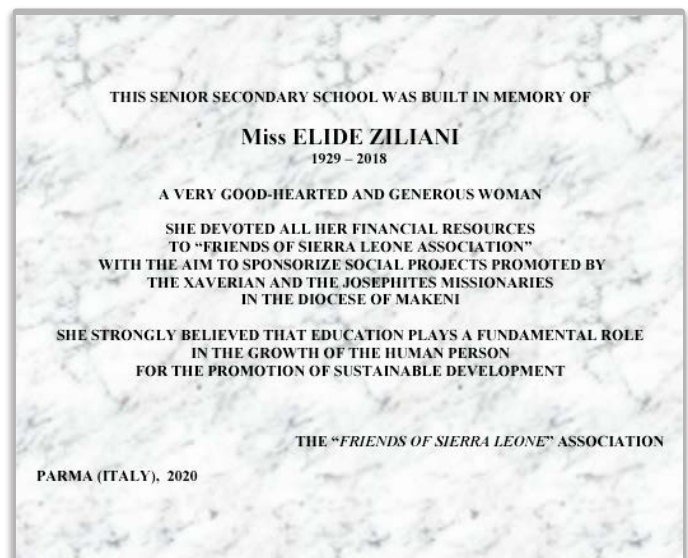 THIS SENIOR SECONDARY SCHOOL WAS BUILT IN MEMORY OF
Miss ELIDE ZILIANI
1929 – 2018
A VERY GOOD-HEARTED AND GENEROUS WOMAN
SHE DEVOTED ALL HER FINANCIAL RESOURCES
TO “FRIENDS OF SIERRA LEONE ASSOCIATION”
WITH THE AIM TO SPONSORIZE SOCIAL PROJECTS PROMOTED BY
THE XAVERIAN AND THE JOSEPHITES MISSIONARIES
IN THE DIOCESE OF MAKENI
SHE STRONGLY BELIEVED THAT EDUCATION PLAYS A FUNDAMENTAL ROLE
IN THE GROWTH OF THE HUMAN PERSON
FOR THE PROMOTION OF SUSTAINABLE DEVELOPMENT
THE “FRIENDS OF SIERRA LEONE” ASSOCIATION
PARMA (ITALY), 2020